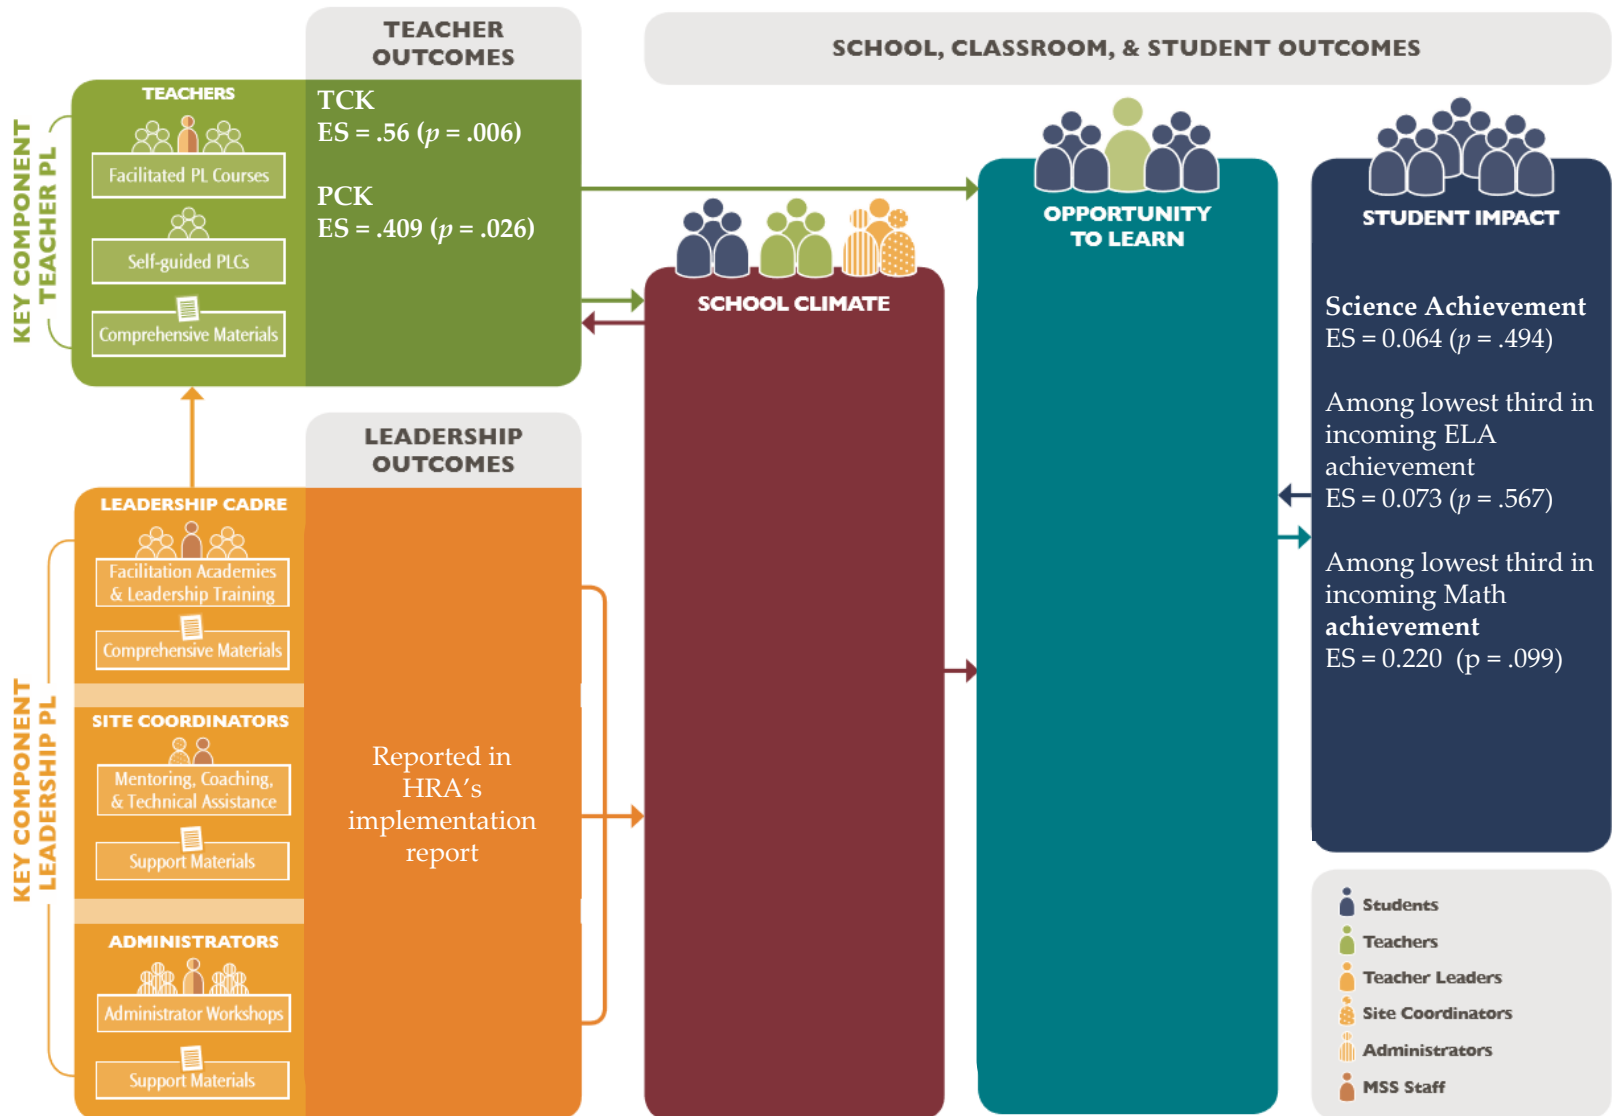 TEACHER
OUTCOMES
SCHOOL, CLASSROOM, & STUDENT OUTCOMES
KEY COMPONENT
TEACHER PL
TEACHERS
Facilitated PL Courses
Self-guided PLCs
Comprehensive Materials
TCK
ES = .56 (p = .006)
PCK
ES = .409 (p = .026)
SCHOOL CLIMATE
OPPORTUNITY
TO LEARN
STUDENT IMPACT
Science Achievement
ES = 0.064 (p = .494)
Among lowest third in
incoming ELA
achievement
ES = 0.073 (p = .567)
Among lowest third in
incoming Math
achievement
ES = 0.220 (p = .099)
LEADERSHIP
OUTCOMES
KEY COMPONENT
LEADERSHIP PL
LEADERSHIP CADRE
Facilitation Academies
& Leadership Training
Comprehensive Materials
SITE COORDINATORS
Mentoring, Coaching,
& Technical Assistance
Support Materials
ADMINISTRATORS
Administrator Workshops
Support Materials
Reported in
HRA's
implementation
report
Students
Teachers
Teacher Leaders
Site Coordinators
Administrators
MSS Staff